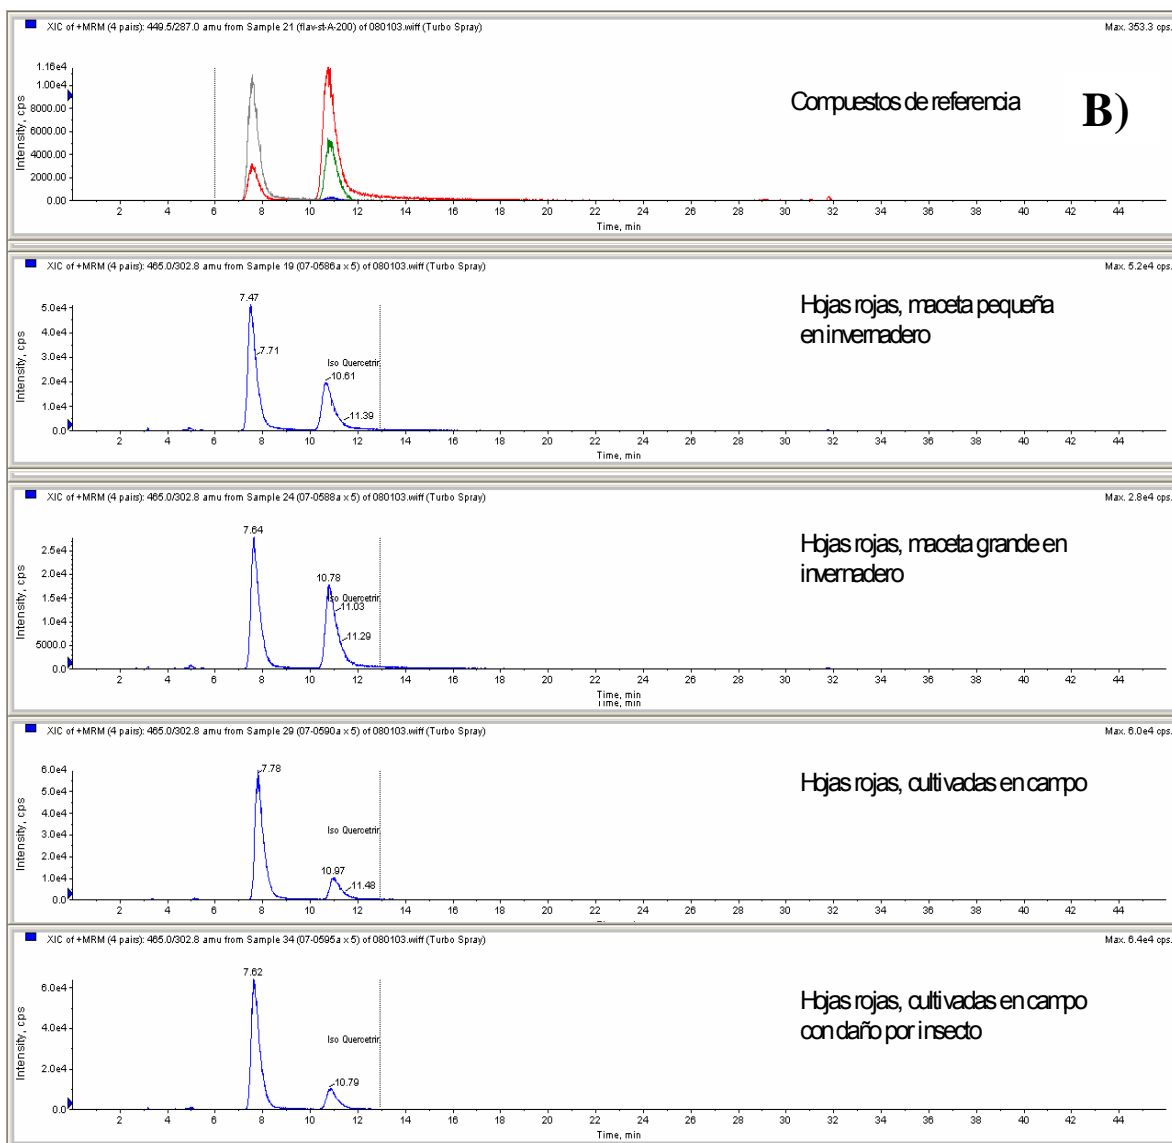 XIC of +MRM (4 pairs): 449.5/287.0 amu from Sample 21 (flav-st-A-200) of 080103.wiff (Turbo Spray) Max. 353.3 cps.
1.16e4
1.00e4
8000.00
6000.00
4000.00
2000.00
0.00
Intensity, cps
Compuestos de referencia
B)
2 4 6 8 10 12 14 16 18 20 22 24 26 28 30 32 34 36 38 40 42 44
Time, min
XIC of +MRM (4 pairs): 465.0/302.8 amu from Sample 19 (07-0586a x 5) of 080103.wiff (Turbo Spray) Max. 5.2e4 cps.
5.0e4
4.0e4
3.0e4
2.0e4
1.0e4
0.0
Intensity, cps
7.47
7.71
Iso Quercetrir
10.61
11.39
Hojas rojas, maceta pequeña
en invernadero
2 4 6 8 10 12 14 16 18 20 22 24 26 28 30 32 34 36 38 40 42 44
Time, min
XIC of +MRM (4 pairs): 465.0/302.8 amu from Sample 24 (07-0588a x 5) of 080103.wiff (Turbo Spray) Max. 2.8e4 cps.
2.5e4
2.0e4
1.5e4
1.0e4
5000.0
0.0
Intensity, cps
7.64
10.78
Iso Quercetrir
11.03
11.29
Hojas rojas, maceta grande en
invernadero
2 4 6 8 10 12 14 16 18 20 22 24 26 28 30 32 34 36 38 40 42 44
Time, min
Time, min
XIC of +MRM (4 pairs): 465.0/302.8 amu from Sample 29 (07-0590a x 5) of 080103.wiff (Turbo Spray) Max. 6.0e4 cps.
6.0e4
5.0e4
4.0e4
3.0e4
2.0e4
1.0e4
0.0
Intensity, cps
7.78
Iso Quercetrir
10.97
11.48
Hojas rojas, cultivadas en campo
2 4 6 8 10 12 14 16 18 20 22 24 26 28 30 32 34 36 38 40 42 44
XIC of +MRM (4 pairs): 465.0/302.8 amu from Sample 34 (07-0595a x 5) of 080103.wiff (Turbo Spray) Max. 6.4e4 cps.
6.0e4
4.0e4
2.0e4
0.0
Intensity, cps
7.62
Iso Quercetrir
10.79
Hojas rojas, cultivadas en campo
con daño por insecto
2 4 6 8 10 12 14 16 18 20 22 24 26 28 30 32 34 36 38 40 42 44
Time, min